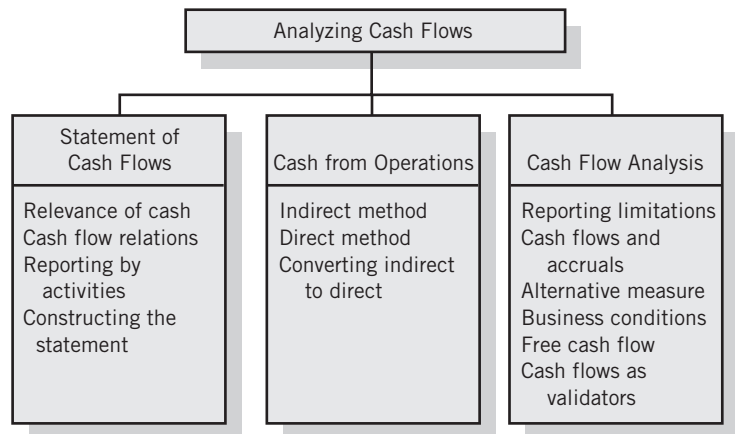 Analyzing Cash Flows
Statement of
Cash Flows
Relevance of cash
Cash flow relations
Reporting by
activities
Constructing the
statement
Cash from Operations
Indirect method
Direct method
Converting indirect
to direct
Cash Flow Analysis
Reporting limitations
Cash flows and
accruals
Alternative measure
Business conditions
Free cash flow
Cash flows as
validators